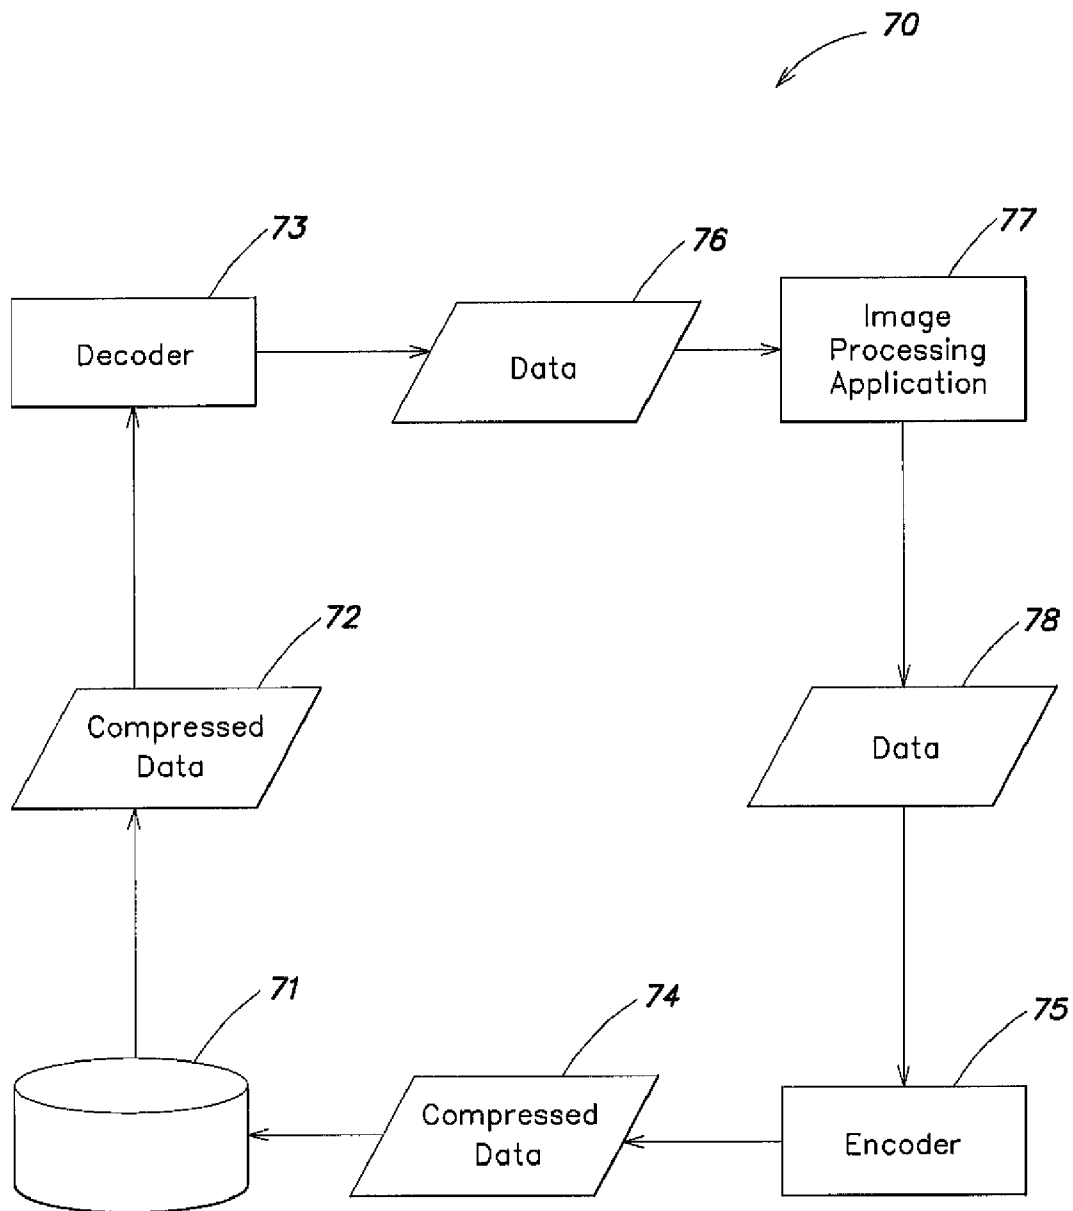 70
73
76
77
Decoder
Data
Image
Processing
Application
72
78
Compressed
Data
Data
71
74
75
Compressed
Data
Encoder